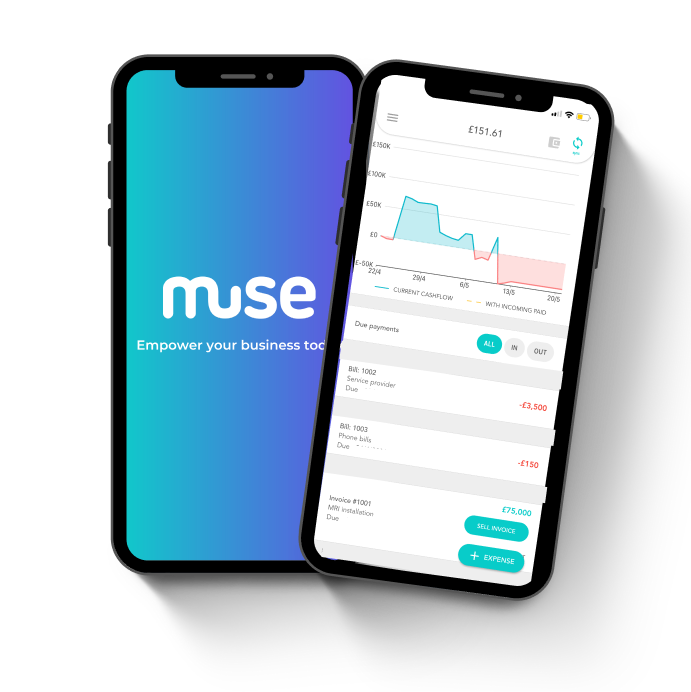 muse
Empower your business
£151.61
£150K
£100K
£50K
£0
£-50K
22/4
29/4
6/5
13/5
20/5
CURRENT CASHFLOW
WITH INCOMING PAID
Due payments
ALL
IN
OUT
Bill: 1002
Service provider
Due
-£3,500
Bill: 1003
Phone bills
Due
-£150
Invoice #1001
MRI Installation
Due
£75,000
SELL INVOICE
+ EXPENSE